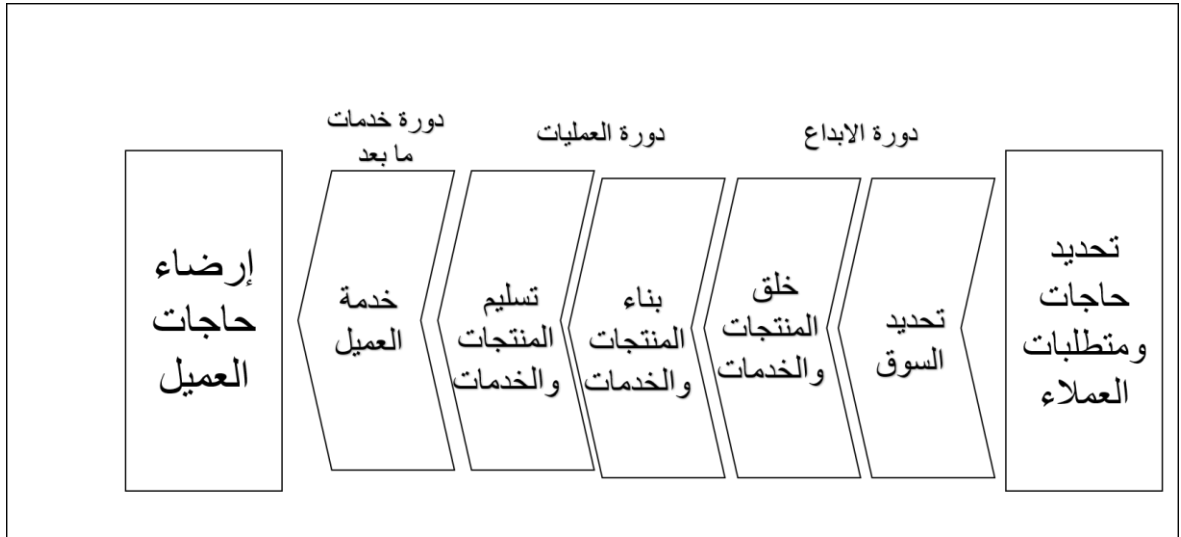 دورة الابداع
دورة العمليات
دورة خدمات
ما بعد
تحديد
حاجات
ومتطلبات
العملاء
تحديد
السوق
خلق
المنتجات
والخدمات
بناء
المنتجات
والخدمات
تسليم
المنتجات
والخدمات
خدمة
العميل
إرضاء
حاجات
العميل